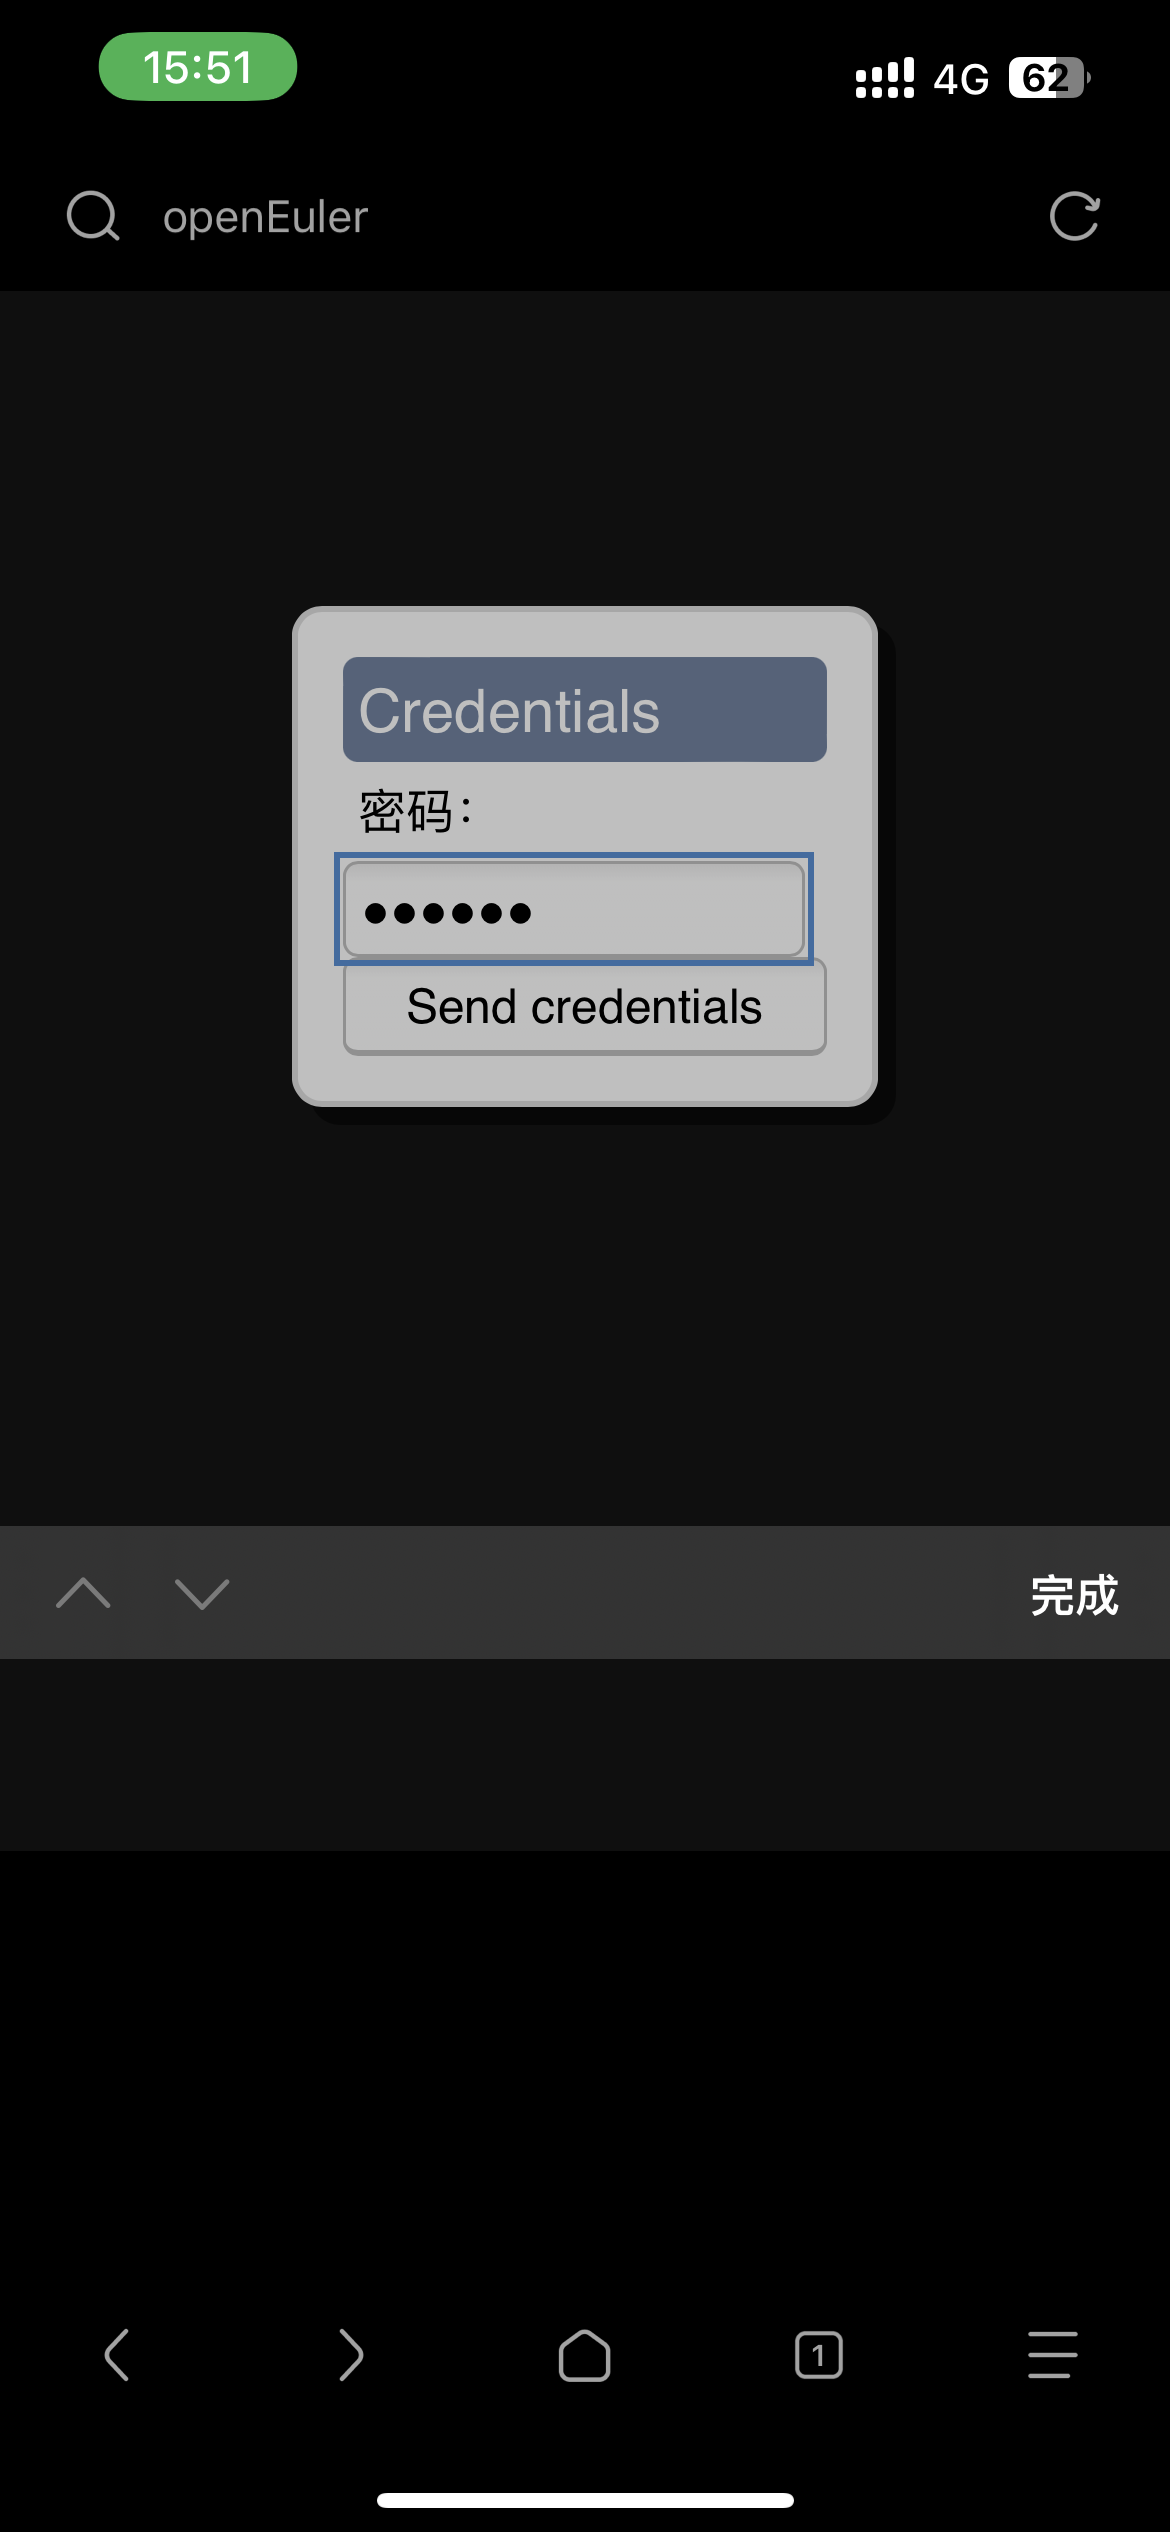 15:51
4G 62
openEuler
Credentials
密码：
●●●●●●
Send credentials
完成
1